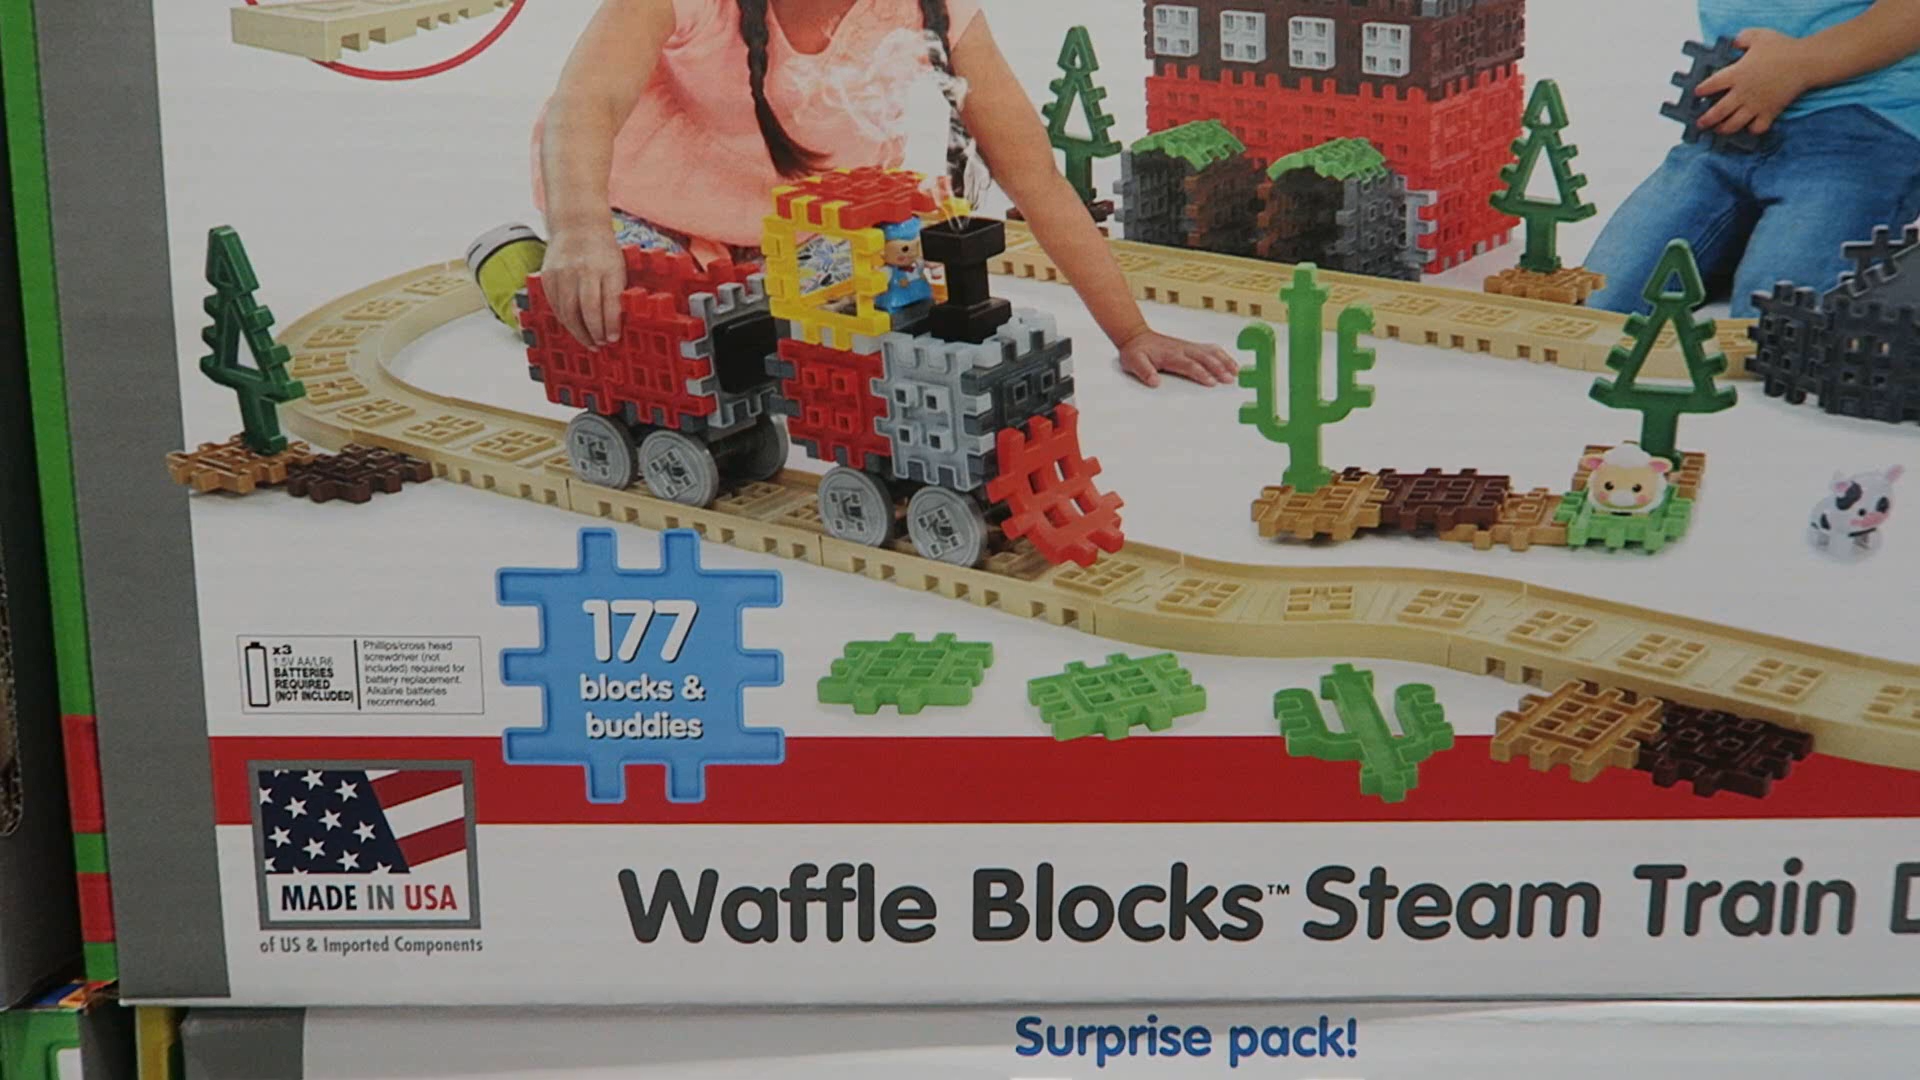 177
blocks &
buddies
x3
1.5V AA/LR6
BATTERIES
REQUIRED
(NOT INCLUDED)
Phillips/cross head
screwdriver (not
included) required for
battery replacement.
Alkaline batteries
recommended.
MADE IN USA
of US & Imported Components
Waffle Blocks™ Steam Train D
Surprise pack!